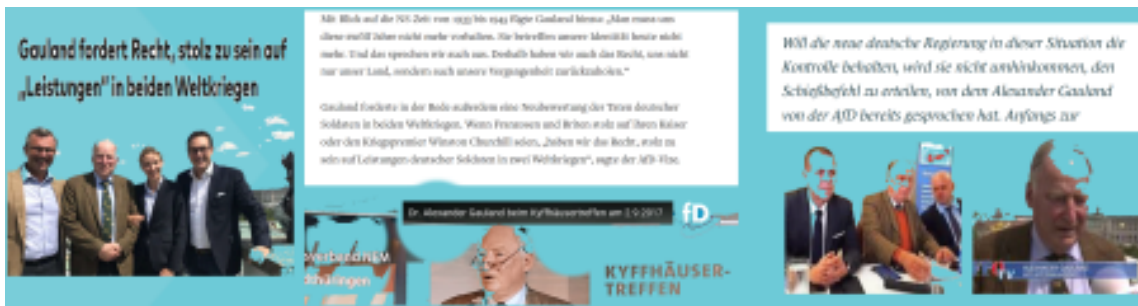 Gauland fordert Recht, stolz zu sein auf
„Leistungen“ in beiden Weltkriegen
Mit Blick auf die NS Zeit von 1933 bis 1945 fügte Gauland hinzu: „Man muss uns
diese zwölf Jahre nicht mehr vorhalten. Sie betreffen unsere Identität heute nicht
mehr. Und das sprechen wir auch aus. Deshalb haben wir auch das Recht, uns nicht
nur unser Land, sondern auch unsere Vergangenheit zurückzuholen.“
Gauland forderte in der Rede außerdem eine Neubewertung der Taten deutscher
Soldaten in beiden Weltkriegen. Wenn Franzosen und Briten stolz auf ihren Kaiser
oder den Kriegspremier Winston Churchill seien, „haben wir das Recht, stolz zu
sein auf Leistungen deutscher Soldaten in zwei Weltkriegen“, sagte der AfD-Vize.
Dr. Alexander Gauland beim Kyffhäusertreffen am 2.9.2017
fD
KYFFHÄUSER-
TREFFEN
Will die neue deutsche Regierung in dieser Situation die
Kontrolle behalten, wird sie nicht umhinkommen, den
Schießbefehl zu erteilen, von dem Alexander Gauland
von der AfD bereits gesprochen hat. Anfangs zur
ALEXANDER GAULAND